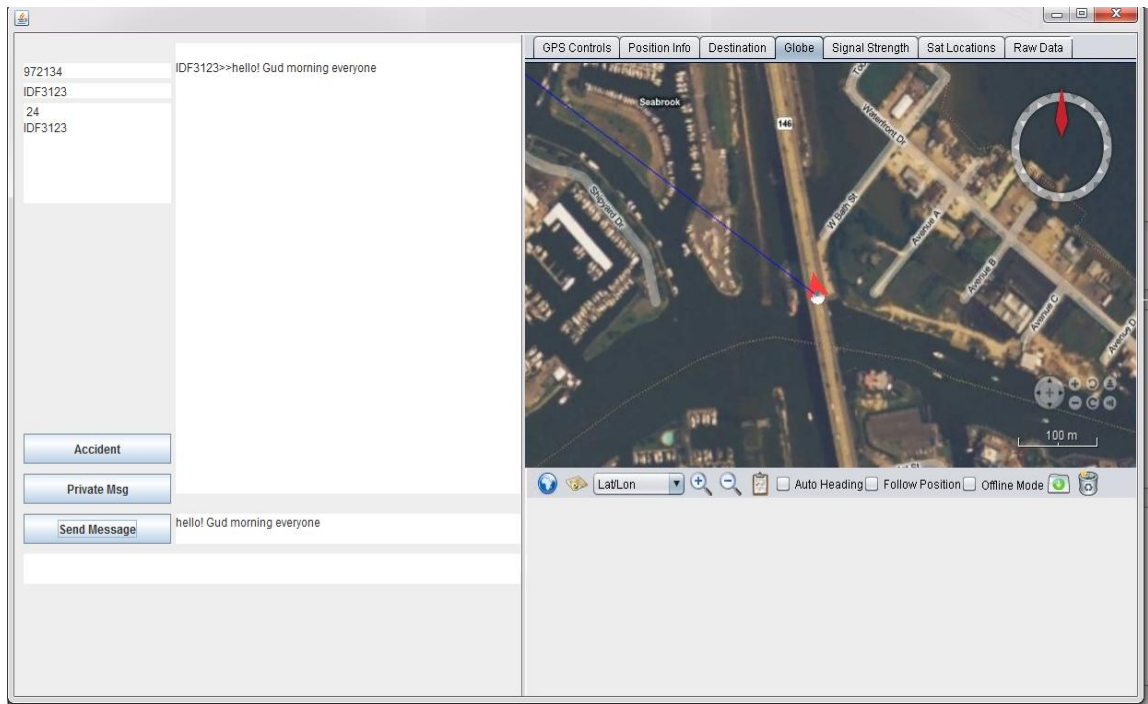 972134
IDF3123
24
IDF3123
IDF3123>>hello! Gud morning everyone
Accident
Private Msg
Send Message
hello! Gud morning everyone
GPS Controls
Position Info
Destination
Globe
Signal Strength
Sat Locations
Raw Data
Seabrook
146
Waterfront Dr
Shipyard Dr
W Bath St
Avenue A
Avenue B
Avenue C
Avenue D
100 m
Lat/Lon
Auto Heading
Follow Position
Offline Mode